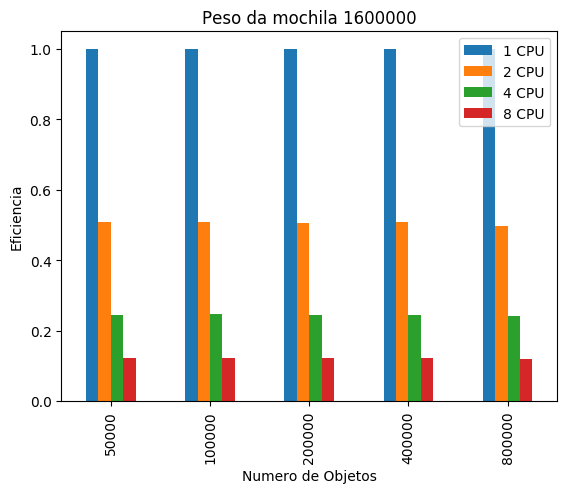 Peso da mochila 1600000
1 CPU
2 CPU
4 CPU
8 CPU
Eficiencia
1.0
0.8
0.6
0.4
0.2
0.0
50000
100000
200000
400000
800000
Numero de Objetos